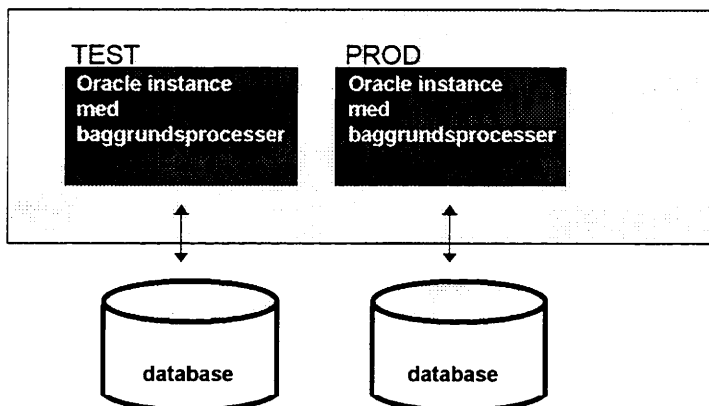 TEST
Oracle instance
med
baggrundsprocesser
PROD
Oracle instance
med
baggrundsprocesser
database
database